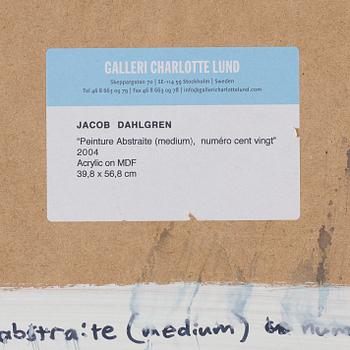 GALLERI CHARLOTTE LUND
Skeppargatan 70 | SE-114 59 Stockholm | Sweden
Tel 46 8 663 09 79 | Fax 46 8 663 09 78 | info@gallericharlottelund.com
JACOB DAHLGREN
"Peinture Abstraite (medium), numéro cent vingt"
2004
Acrylic on MDF
39,8 x 56,8 cm
abstraite (medium) num